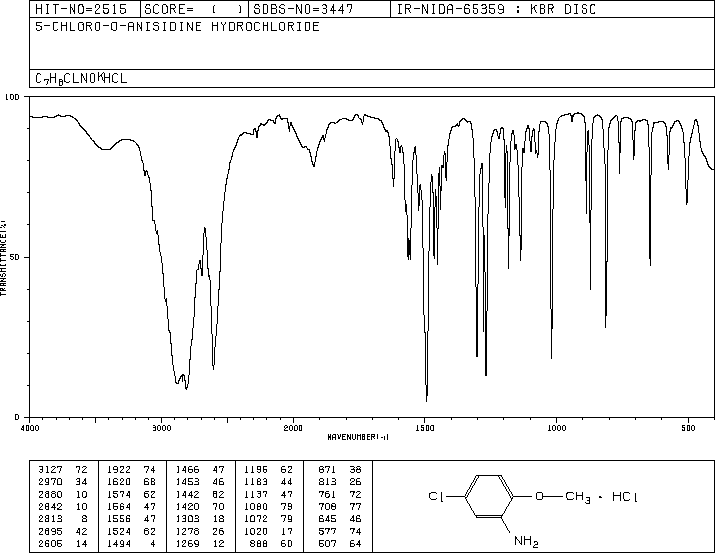 HIT-NO=2515 SCORE= ( ) SDBS-NO=3447 IR-NIDA-65359 : KBR DISC
5-CHLORO-O-ANISIDINE HYDROCHLORIDE
C7H8CLNO*HCL
100
50
0
TRANSMITTANCE(%)
4000 3000 2000 1500 1000 500
WAVENUMBER(-1)
3127 72 1922 74 1466 47 1196 62 871 38
2970 34 1620 68 1453 46 1183 44 813 26
2880 10 1574 62 1442 62 1137 47 761 72
2842 10 1564 47 1420 70 1080 79 708 77
2813 8 1556 47 1303 18 1072 79 645 46
2695 42 1524 62 1278 26 1020 17 577 74
2605 14 1494 4 1269 12 888 60 507 64
Cl O CH3 · HCl
NH2